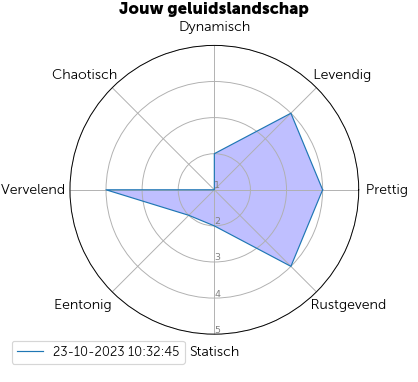 Jouw geluidslandschap
Dynamisch
Chaotisch
Levendig
Vervelend
Prettig
1
2
3
4
5
Eentonig
Rustgevend
Statisch
23-10-2023 10:32:45